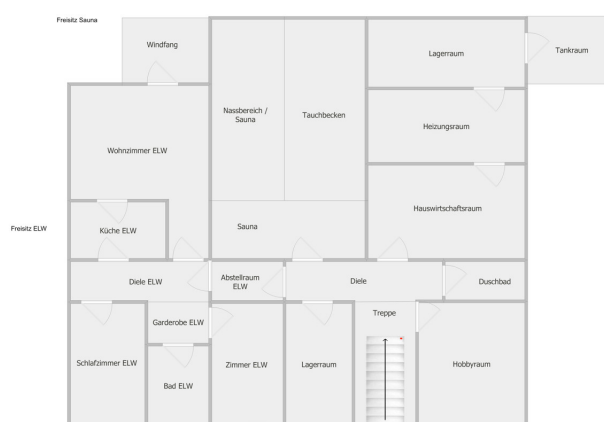 Freisitz Sauna
Windfang
Lagerraum
Tankraum
Nassbereich /
Sauna
Tauchbecken
Heizungsraum
Wohnzimmer ELW
Hauswirtschaftsraum
Freisitz ELW
Küche ELW
Sauna
Diele ELW
Abstellraum
ELW
Diele
Duschbad
Garderobe ELW
Treppe
Schlafzimmer ELW
Bad ELW
Zimmer ELW
Lagerraum
Hobbyraum